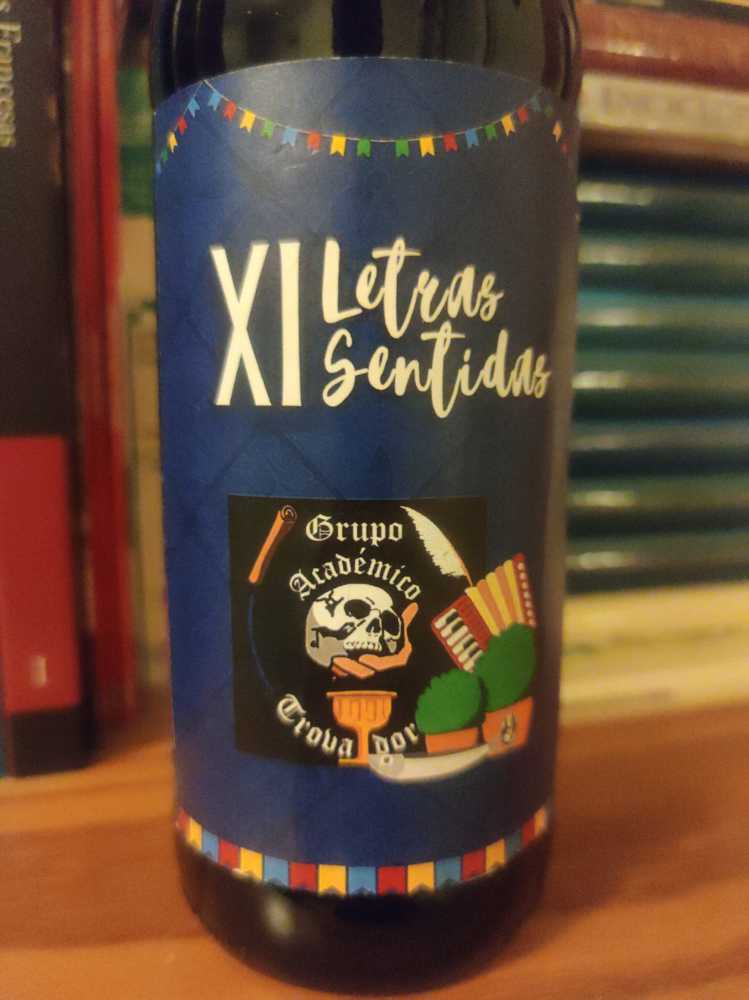 XI Letras
Sentidas
Grupo
Académico
Trovador